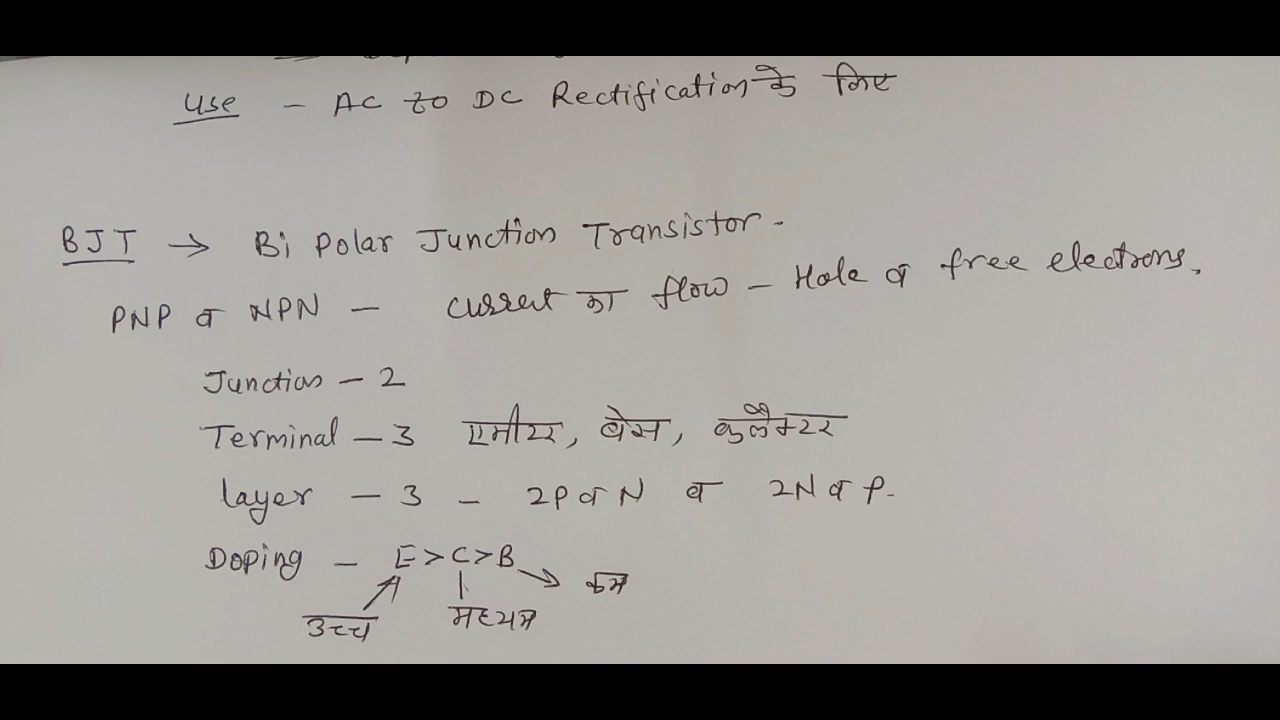 Use - AC to DC Rectification के लिए
BJT → Bi Polar Junction Transistor -
PNP व NPN - current का flow - Hole व free electrons.
Junction - 2
Terminal - 3 एमीटर, बेस, कलैक्टर
layer - 3 - 2P व N व 2N व P.
Doping - E > C > B → कम
उच्च मध्यम